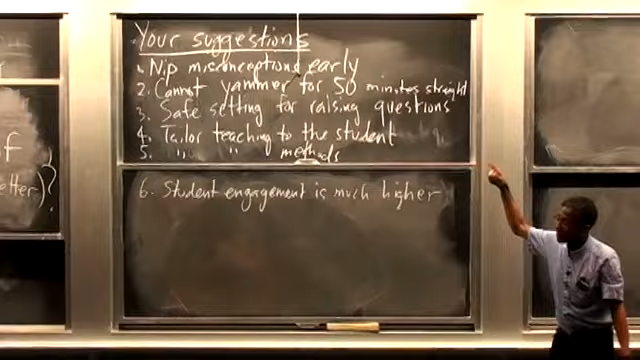 f
etter)?
Your suggestions
1. Nip misconceptions early
2. Cannot yammer for 50 minutes straight
3. Safe setting for raising questions
4. Tailor teaching to the student
5. " " methods
6. Student engagement is much higher